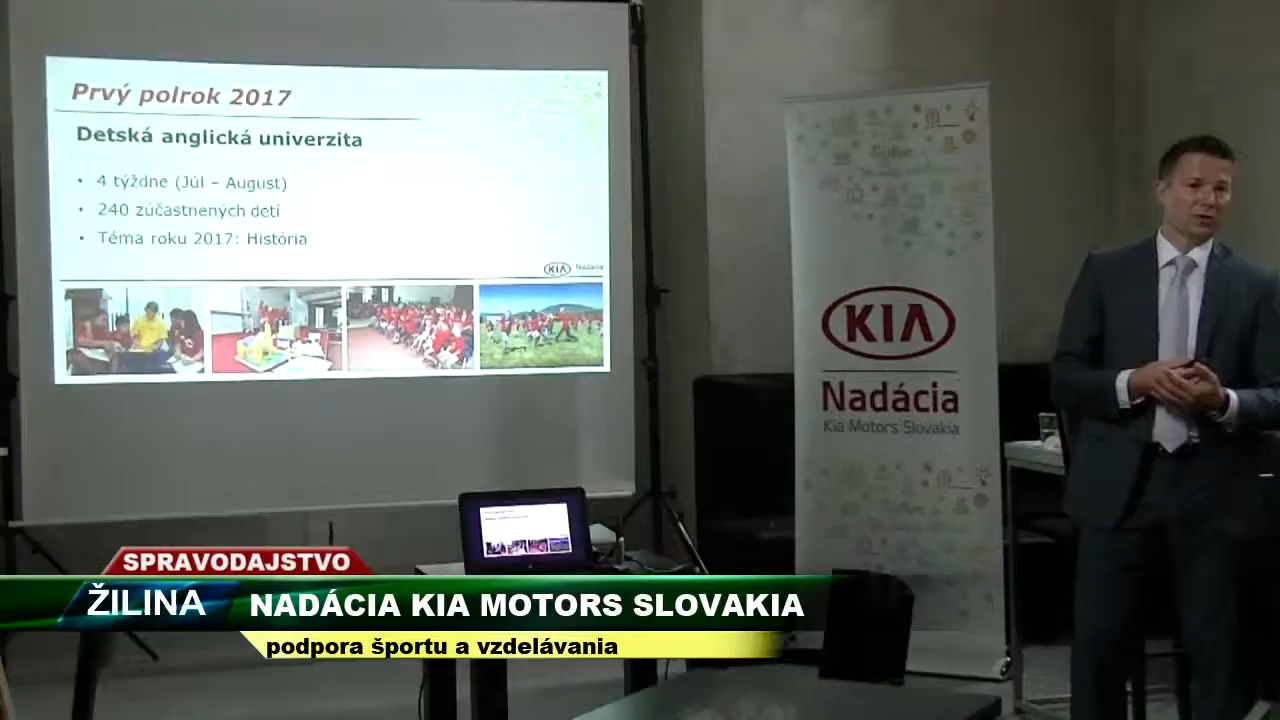 Prvý polrok 2017
Detská anglická univerzita
• 4 týždne (Júl – August)
• 240 zúčastnených detí
• Téma roku 2017: História
KIA Nadácia
KIA
Nadácia
Kia Motors Slovakia
SPRAVODAJSTVO
ŽILINA
NADÁCIA KIA MOTORS SLOVAKIA
podpora športu a vzdelávania